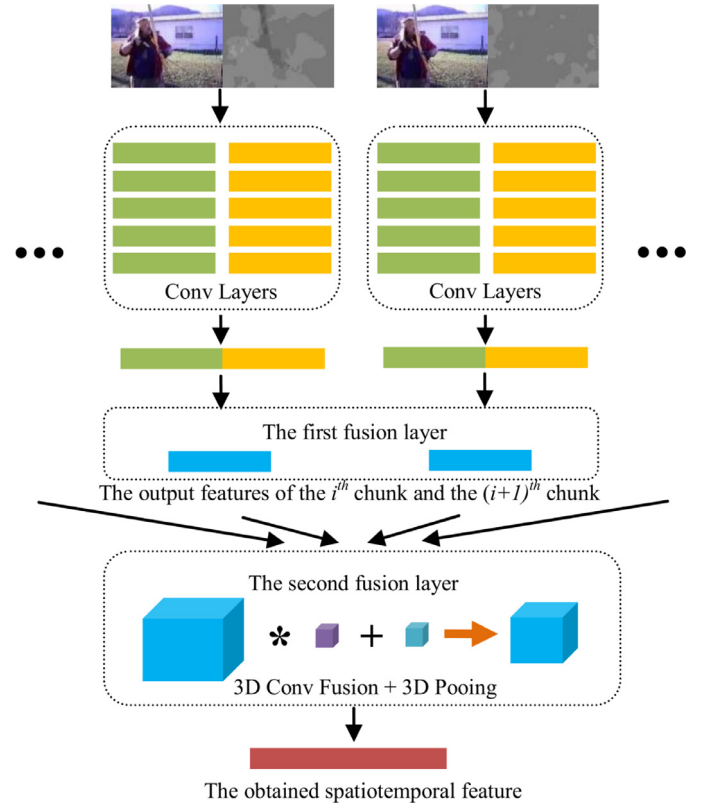 Conv Layers
Conv Layers
The first fusion layer
The output features of the i^th chunk and the (i+1)^th chunk
The second fusion layer
* +
3D Conv Fusion + 3D Pooing
The obtained spatiotemporal feature